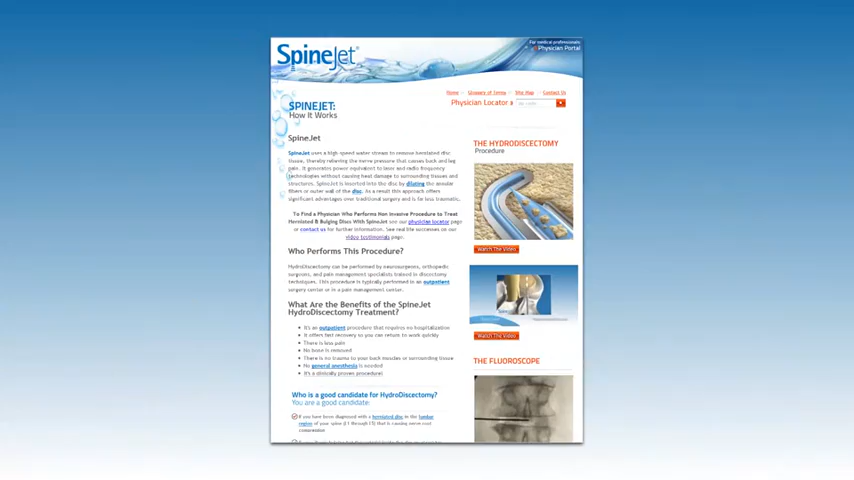 SpineJet®
For medical professionals:
Physician Portal
Home
Glossary of Terms
Site Map
Contact Us
Physician Locator
SPINEJET:
How It Works
SpineJet
SpineJet uses a high speed water stream to remove herniated disc
tissue, thereby relieving the nerve pressure that causes back and leg
pain. It generates power equivalent to laser and radio frequency
technologies without causing heat damage to surrounding tissues and
structures. SpineJet is inserted into the disc by dilating the annular
fibers or outer wall of the disc. As a result this approach offers
significant advantages over traditional surgery and is far less traumatic.
To Find a Physician Who Performs Non Invasive Procedure to Treat
Herniated & Bulging Discs With SpineJet see our physician locator page
or contact us for further information. See real life successes on our
video testimonials page.
Who Performs This Procedure?
HydroDiscectomy can be performed by neurosurgeons, orthopedic
surgeons, and pain management specialists trained in discectomy
techniques. This procedure is typically performed in an outpatient
surgery center or in a pain management center.
What Are the Benefits of the SpineJet
HydroDiscectomy Treatment?
It's an outpatient procedure that requires no hospitalization
It offers fast recovery so you can return to work quickly
There is less pain
No bone is removed
There is no trauma to your back muscles or surrounding tissue
No general anesthesia is needed
It's a clinically proven procedure!
Who is a good candidate for HydroDiscectomy?
You are a good candidate:
If you have been diagnosed with a herniated disc in the lumbar
region of your spine (L1 through L5) that is causing nerve root
compression
THE HYDRODISCECTOMY
Procedure
Watch The Video
Watch The Video
THE FLUOROSCOPE